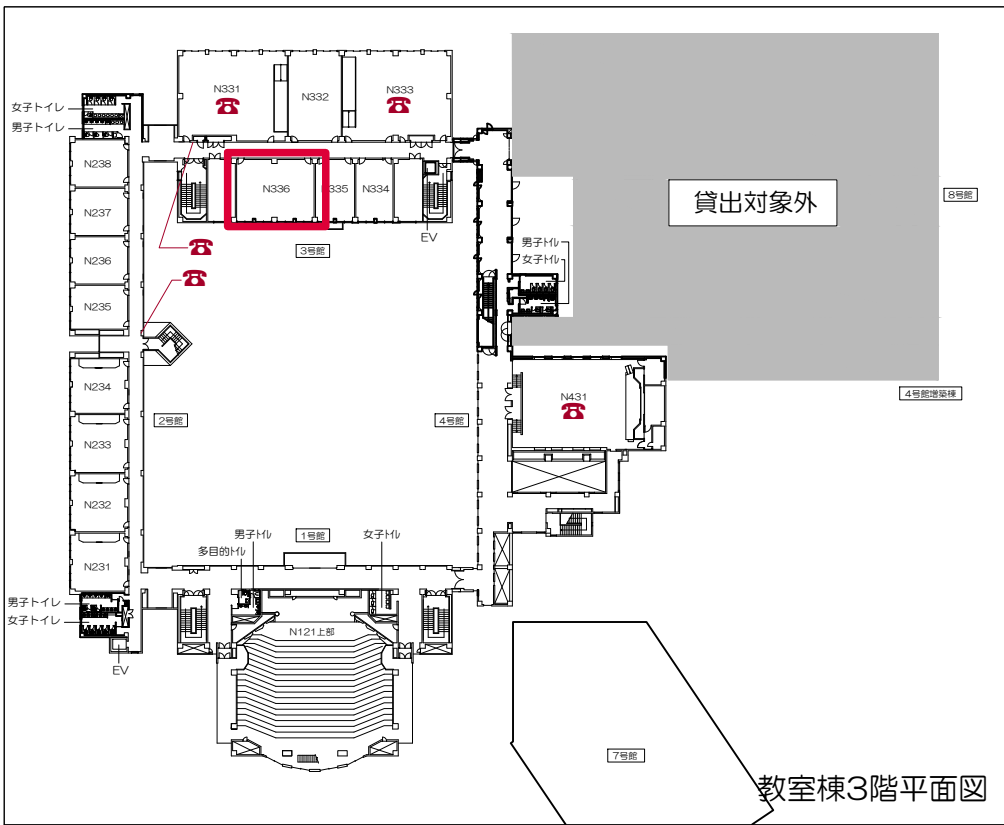 N331
N332
N333
女子トイレ
男子トイレ
N238
N336
N335
N334
貸出対象外
8号館
N237
EV
男子トイレ
女子トイレ
3号館
N236
N235
N234
N431
4号館増築棟
2号館
4号館
N233
N232
男子トイレ
1号館
女子トイレ
多目的トイレ
N231
男子トイレ
女子トイレ
N121上部
EV
7号館
教室棟3階平面図